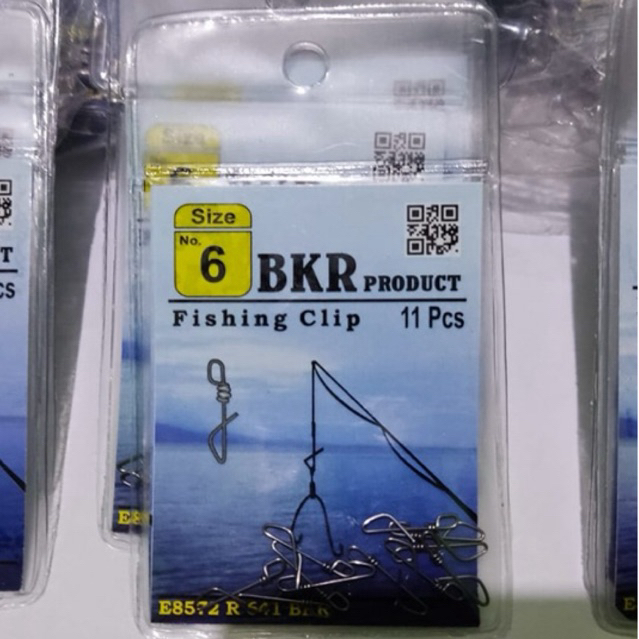 Size
No.
6
BKR PRODUCT
Fishing Clip 11 Pcs